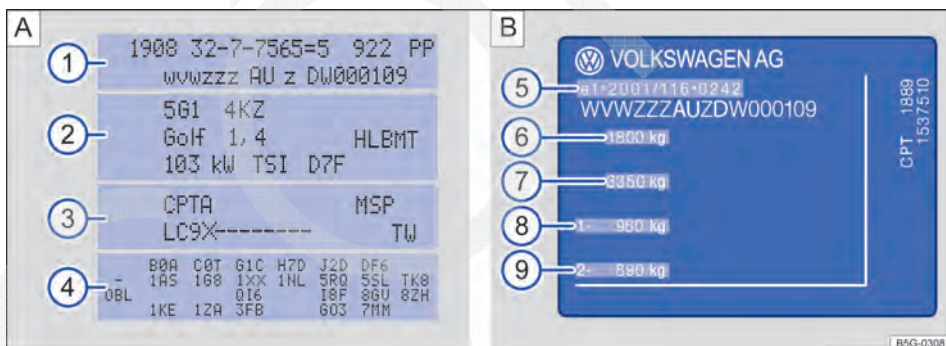 A
1908 32-7-7565=5 922 PP
WVWZZZ AU Z DW000109
1
5G1 4KZ
Golf 1,4 HLBMT
103 kW TSI D7F
2
CPTA MSP
LC9X-------- TW
3
B0A C0T G1C H7D J2D DF6
- 1AS 1G8 1XX 1NL 5RQ 5SL TK8
0BL QI6 I8F 8GU 8ZH
1KE 1ZA 3FB G03 7MM
4
B
VOLKSWAGEN AG
5 e1*2001/116*0242
WVWZZZAUZDW000109
6 1800 kg
7 3350 kg
8 1- 960 kg
9 2- 890 kg
CPT 1889
1537510
B5G-0308